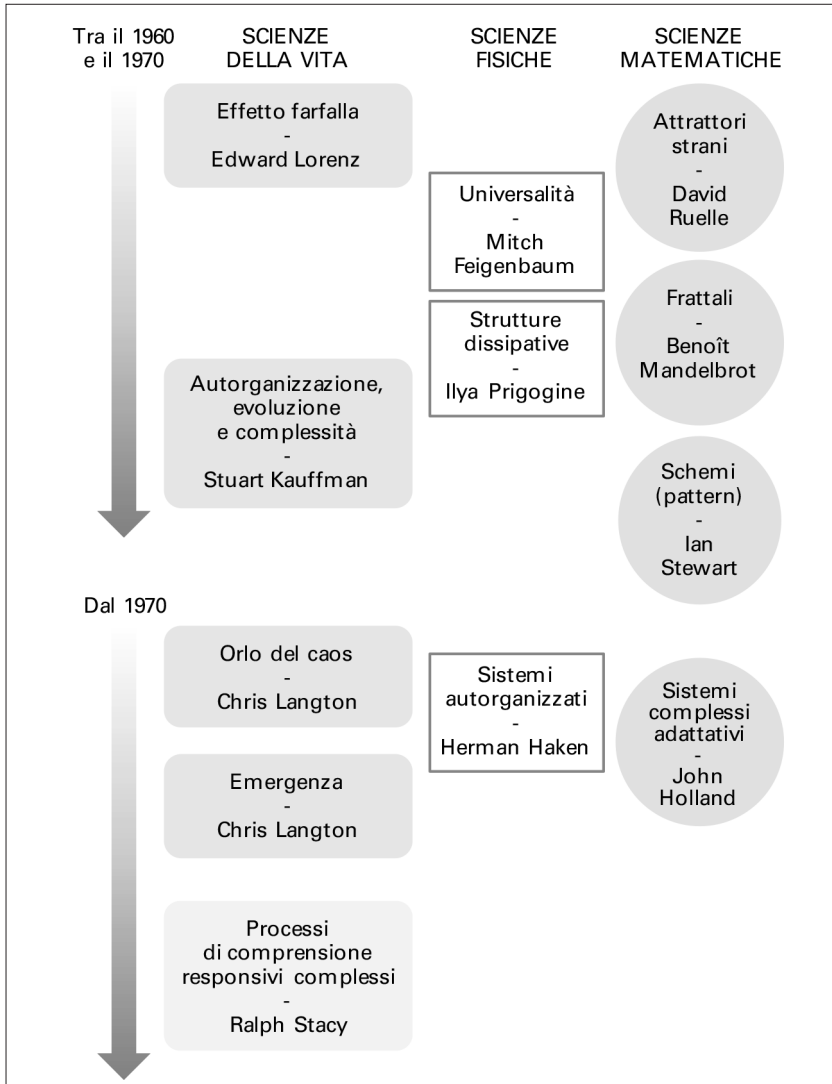 Tra il 1960
e il 1970
SCIENZE
DELLA VITA
SCIENZE
FISICHE
SCIENZE
MATEMATICHE
Effetto farfalla
-
Edward Lorenz
Attrattori
strani
-
David
Ruelle
Universalità
-
Mitch
Feigenbaum
Frattali
-
Benoît
Mandelbrot
Strutture
dissipative
-
Ilya Prigogine
Autorganizzazione,
evoluzione
e complessità
-
Stuart Kauffman
Schemi
(pattern)
-
Ian
Stewart
Dal 1970
Orlo del caos
-
Chris Langton
Sistemi
autorganizzati
-
Herman Haken
Sistemi
complessi
adattativi
-
John
Holland
Emergenza
-
Chris Langton
Processi
di comprensione
responsivi complessi
-
Ralph Stacy